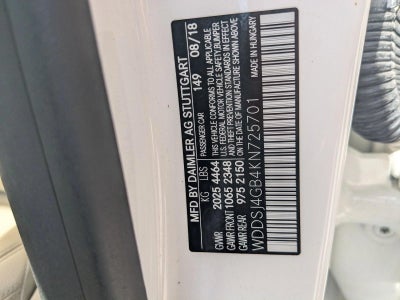 MFD BY DAIMLER AG STUTTGART
149 08/18
PASSENGER CAR
THIS VEHICLE CONFORMS TO ALL APPLICABLE
U.S. FEDERAL MOTOR VEHICLE SAFETY/BUMPER
AND THEFT PREVENTION STANDARDS IN EFFECT
ON THE DATE OF MANUFACTURE SHOWN ABOVE
KG LBS
GVWR 2025 4464
GAWR FRONT 1065 2348
GAWR REAR 975 2150
MADE IN HUNGARY
WDDSJ4GB4KN725701